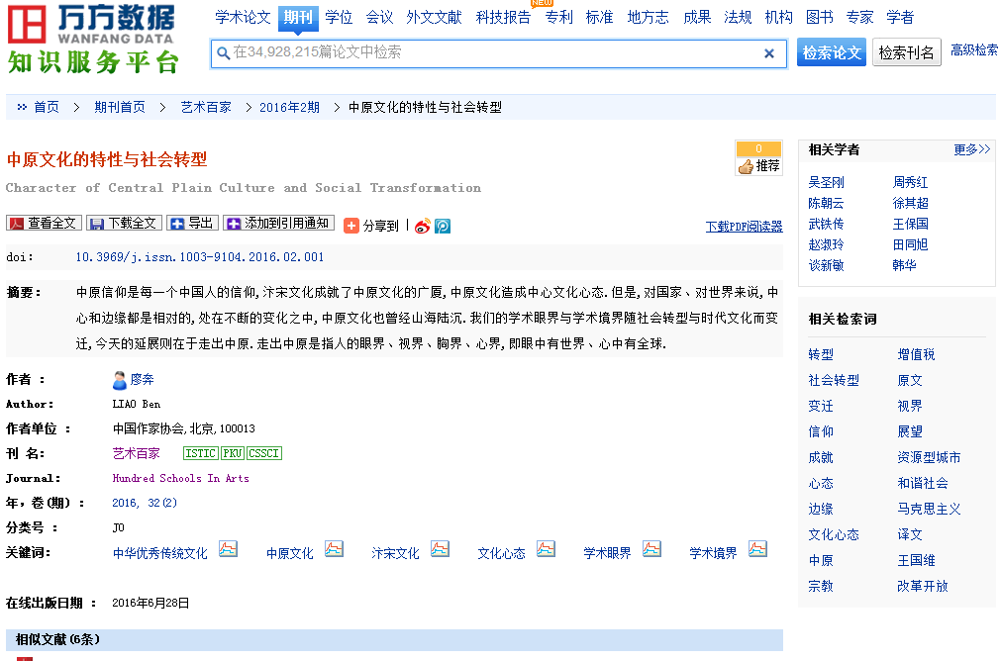 万方数据
WANFANG DATA
知识服务平台
学术论文 期刊 学位 会议 外文文献 科技报告 NEW 专利 标准 地方志 成果 法规 机构 图书 专家 学者
在34,928,215篇论文中检索 × 检索论文 检索刊名 高级检索
首页 > 期刊首页 > 艺术百家 > 2016年2期 > 中原文化的特性与社会转型
中原文化的特性与社会转型
Character of Central Plain Culture and Social Transformation
0
推荐
查看全文 下载全文 导出 添加到引用通知 分享到 下载PDF阅读器
doi: 10.3969/j.issn.1003-9104.2016.02.001
摘要: 中原信仰是每一个中国人的信仰,汴宋文化成就了中原文化的广厦,中原文化造成中心文化心态.但是,对国家、对世界来说,中
心和边缘都是相对的,处在不断的变化之中,中原文化也曾经山海陆沉.我们的学术眼界与学术境界随社会转型与时代文化而变
迁,今天的延展则在于走出中原.走出中原是指人的眼界、视界、胸界、心界,即眼中有世界、心中有全球.
作者 : 廖奔
Author: LIAO Ben
作者单位 : 中国作家协会,北京,100013
刊 名: 艺术百家 ISTIC PKU CSSCI
Journal: Hundred Schools In Arts
年,卷(期) : 2016, 32(2)
分类号 : J0
关键词: 中华优秀传统文化 中原文化 汴宋文化 文化心态 学术眼界 学术境界
在线出版日期 : 2016年6月28日
相似文献(6条)
相关学者 更多>>
吴圣刚 周秀红
陈朝云 徐其超
武铁传 王保国
赵淑玲 田同旭
谈新敏 韩华
相关检索词
转型 增值税
社会转型 原文
变迁 视界
信仰 展望
成就 资源型城市
心态 和谐社会
边缘 马克思主义
文化心态 译文
中原 王国维
宗教 改革开放